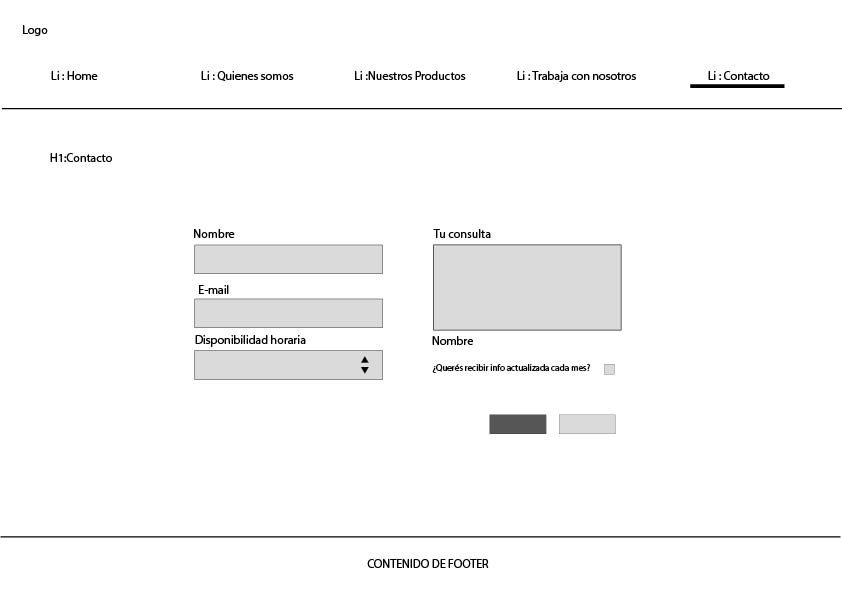 Logo
Li : Home
Li : Quienes somos
Li :Nuestros Productos
Li : Trabaja con nosotros
Li : Contacto
H1:Contacto
Nombre
E-mail
Disponibilidad horaria
Tu consulta
Nombre
¿Querés recibir info actualizada cada mes?
CONTENIDO DE FOOTER